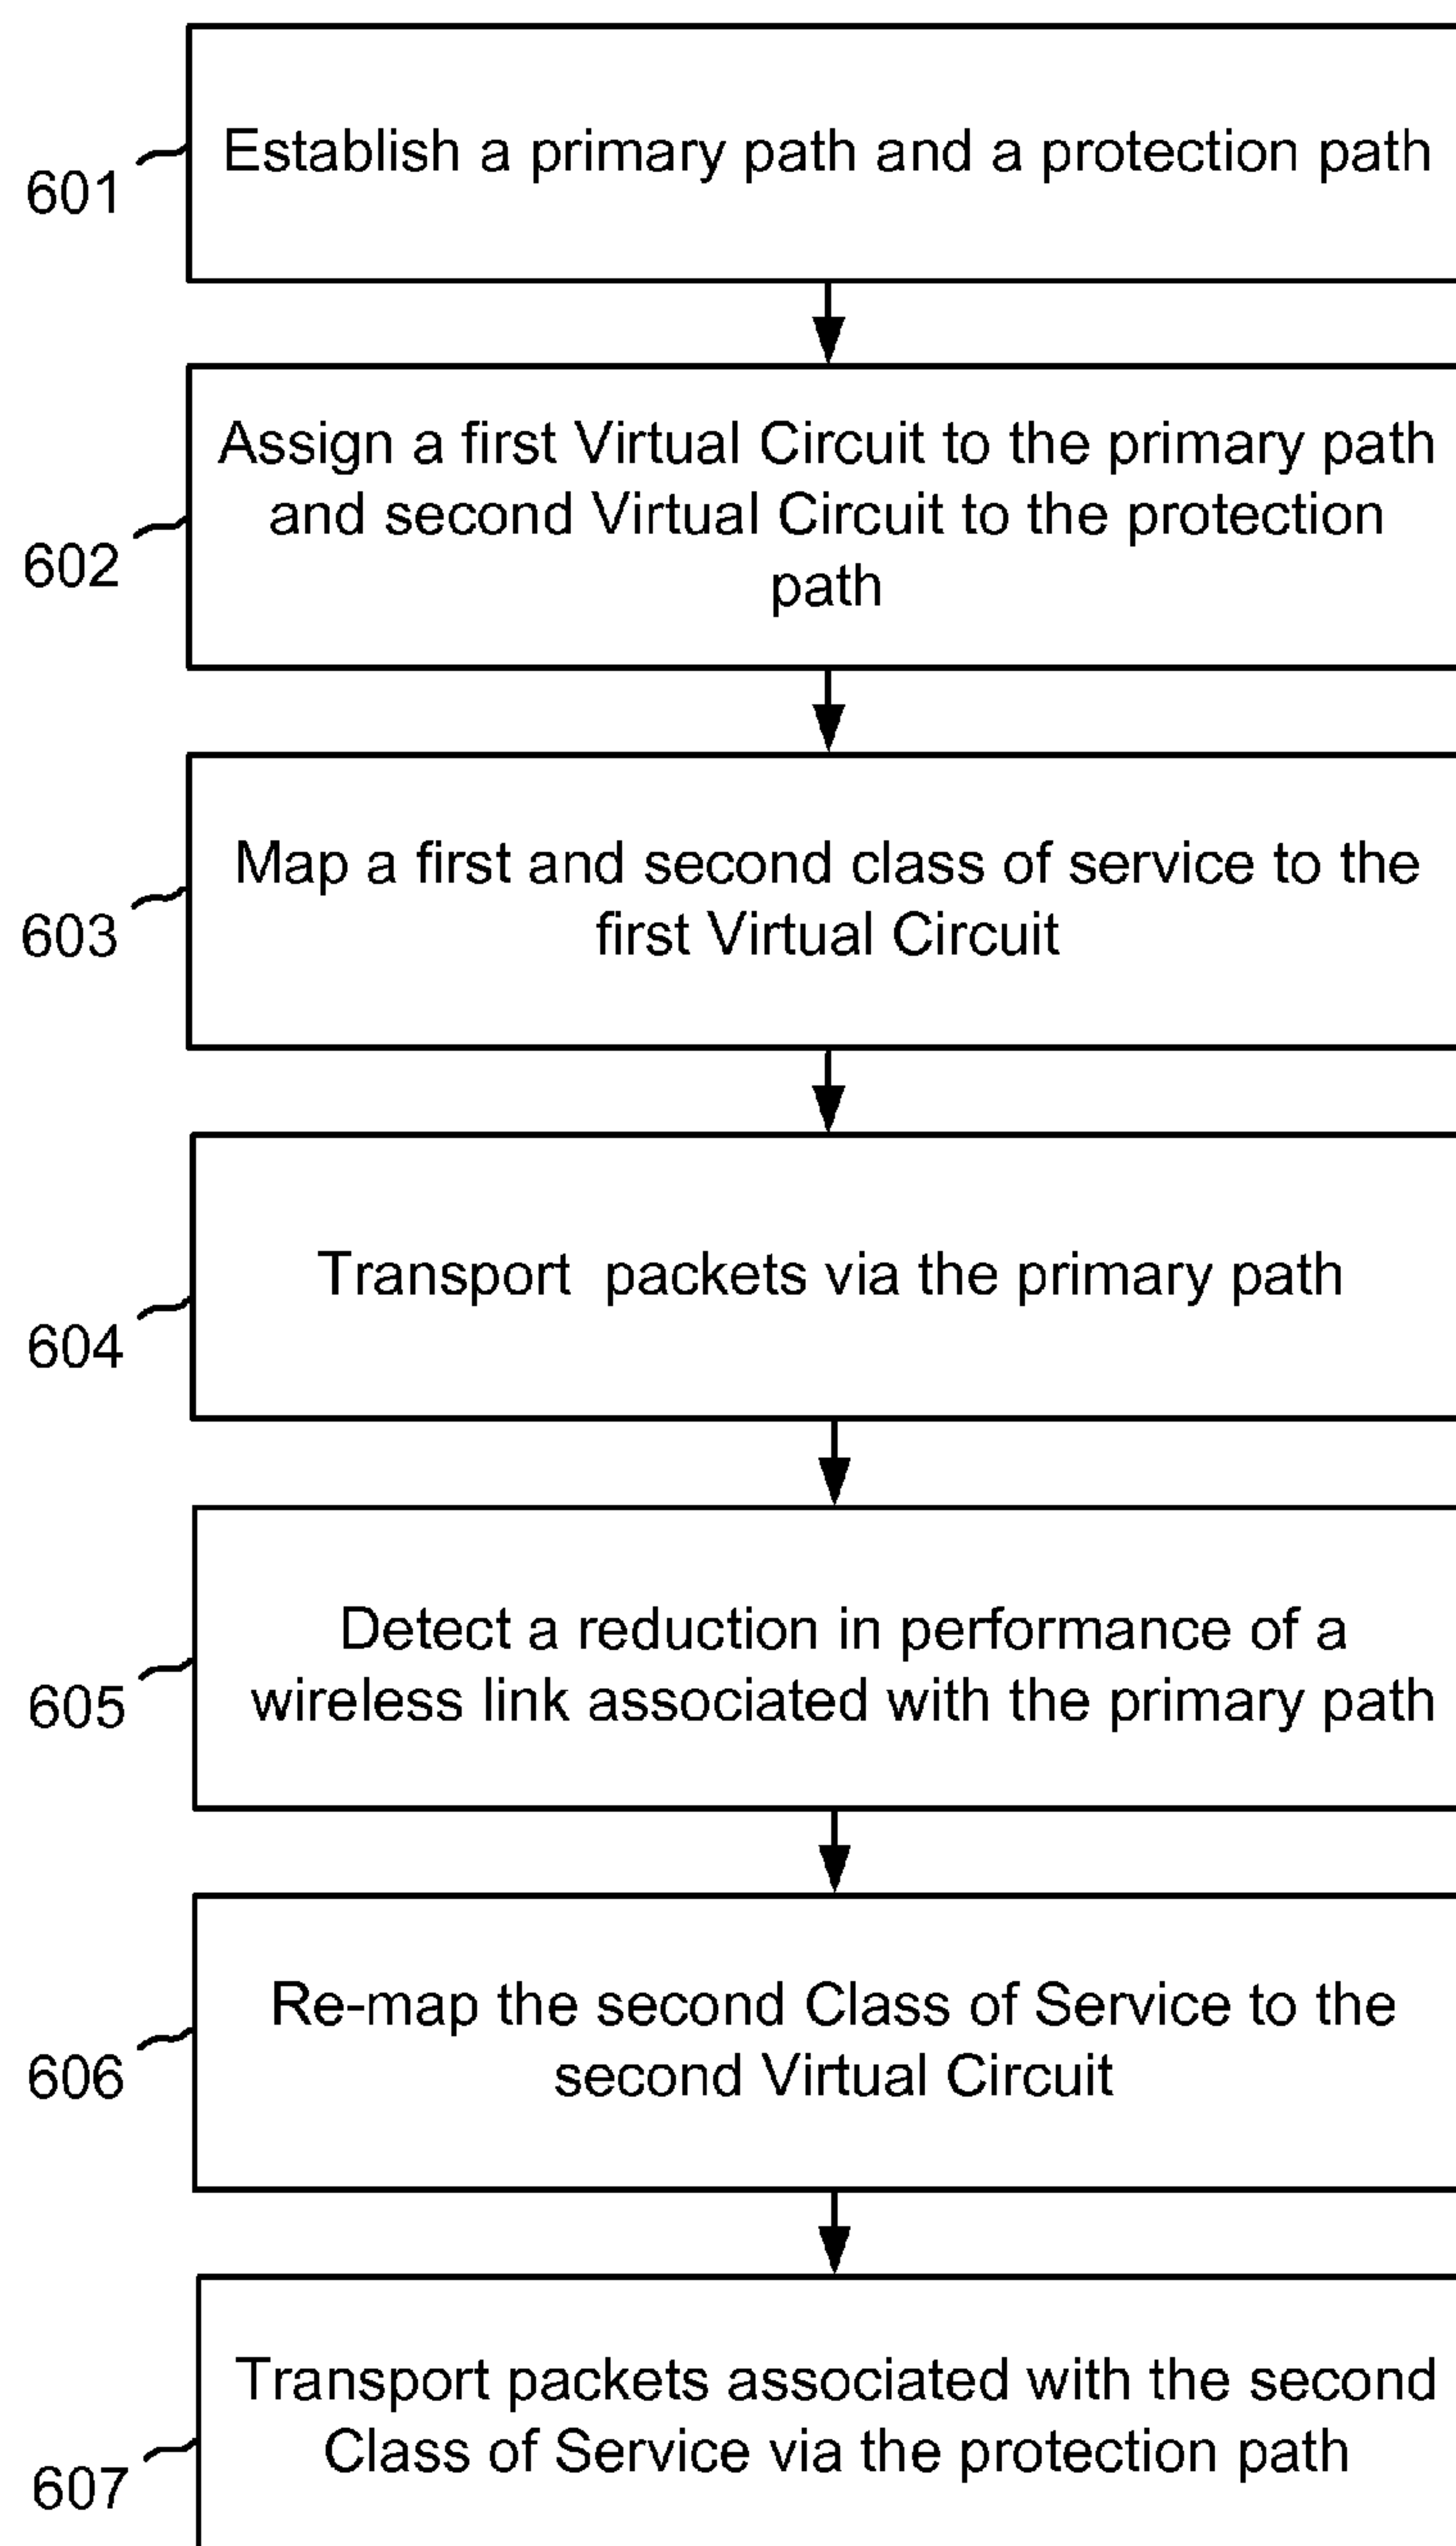 Establish a primary path and a protection path
601
Assign a first Virtual Circuit to the primary path
and second Virtual Circuit to the protection
path
602
Map a first and second class of service to the
first Virtual Circuit
603
Transport packets via the primary path
604
Detect a reduction in performance of a
wireless link associated with the primary path
605
Re-map the second Class of Service to the
second Virtual Circuit
606
Transport packets associated with the second
Class of Service via the protection path
607